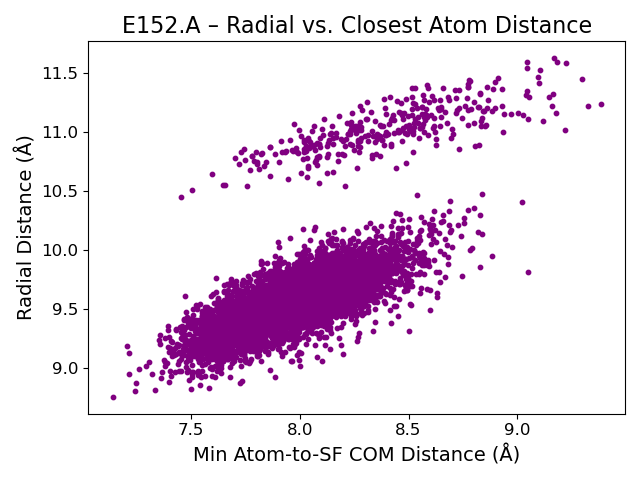 E152.A – Radial vs. Closest Atom Distance
Radial Distance (Å)
11.5
11.0
10.5
10.0
9.5
9.0
7.5 8.0 8.5 9.0
Min Atom-to-SF COM Distance (Å)